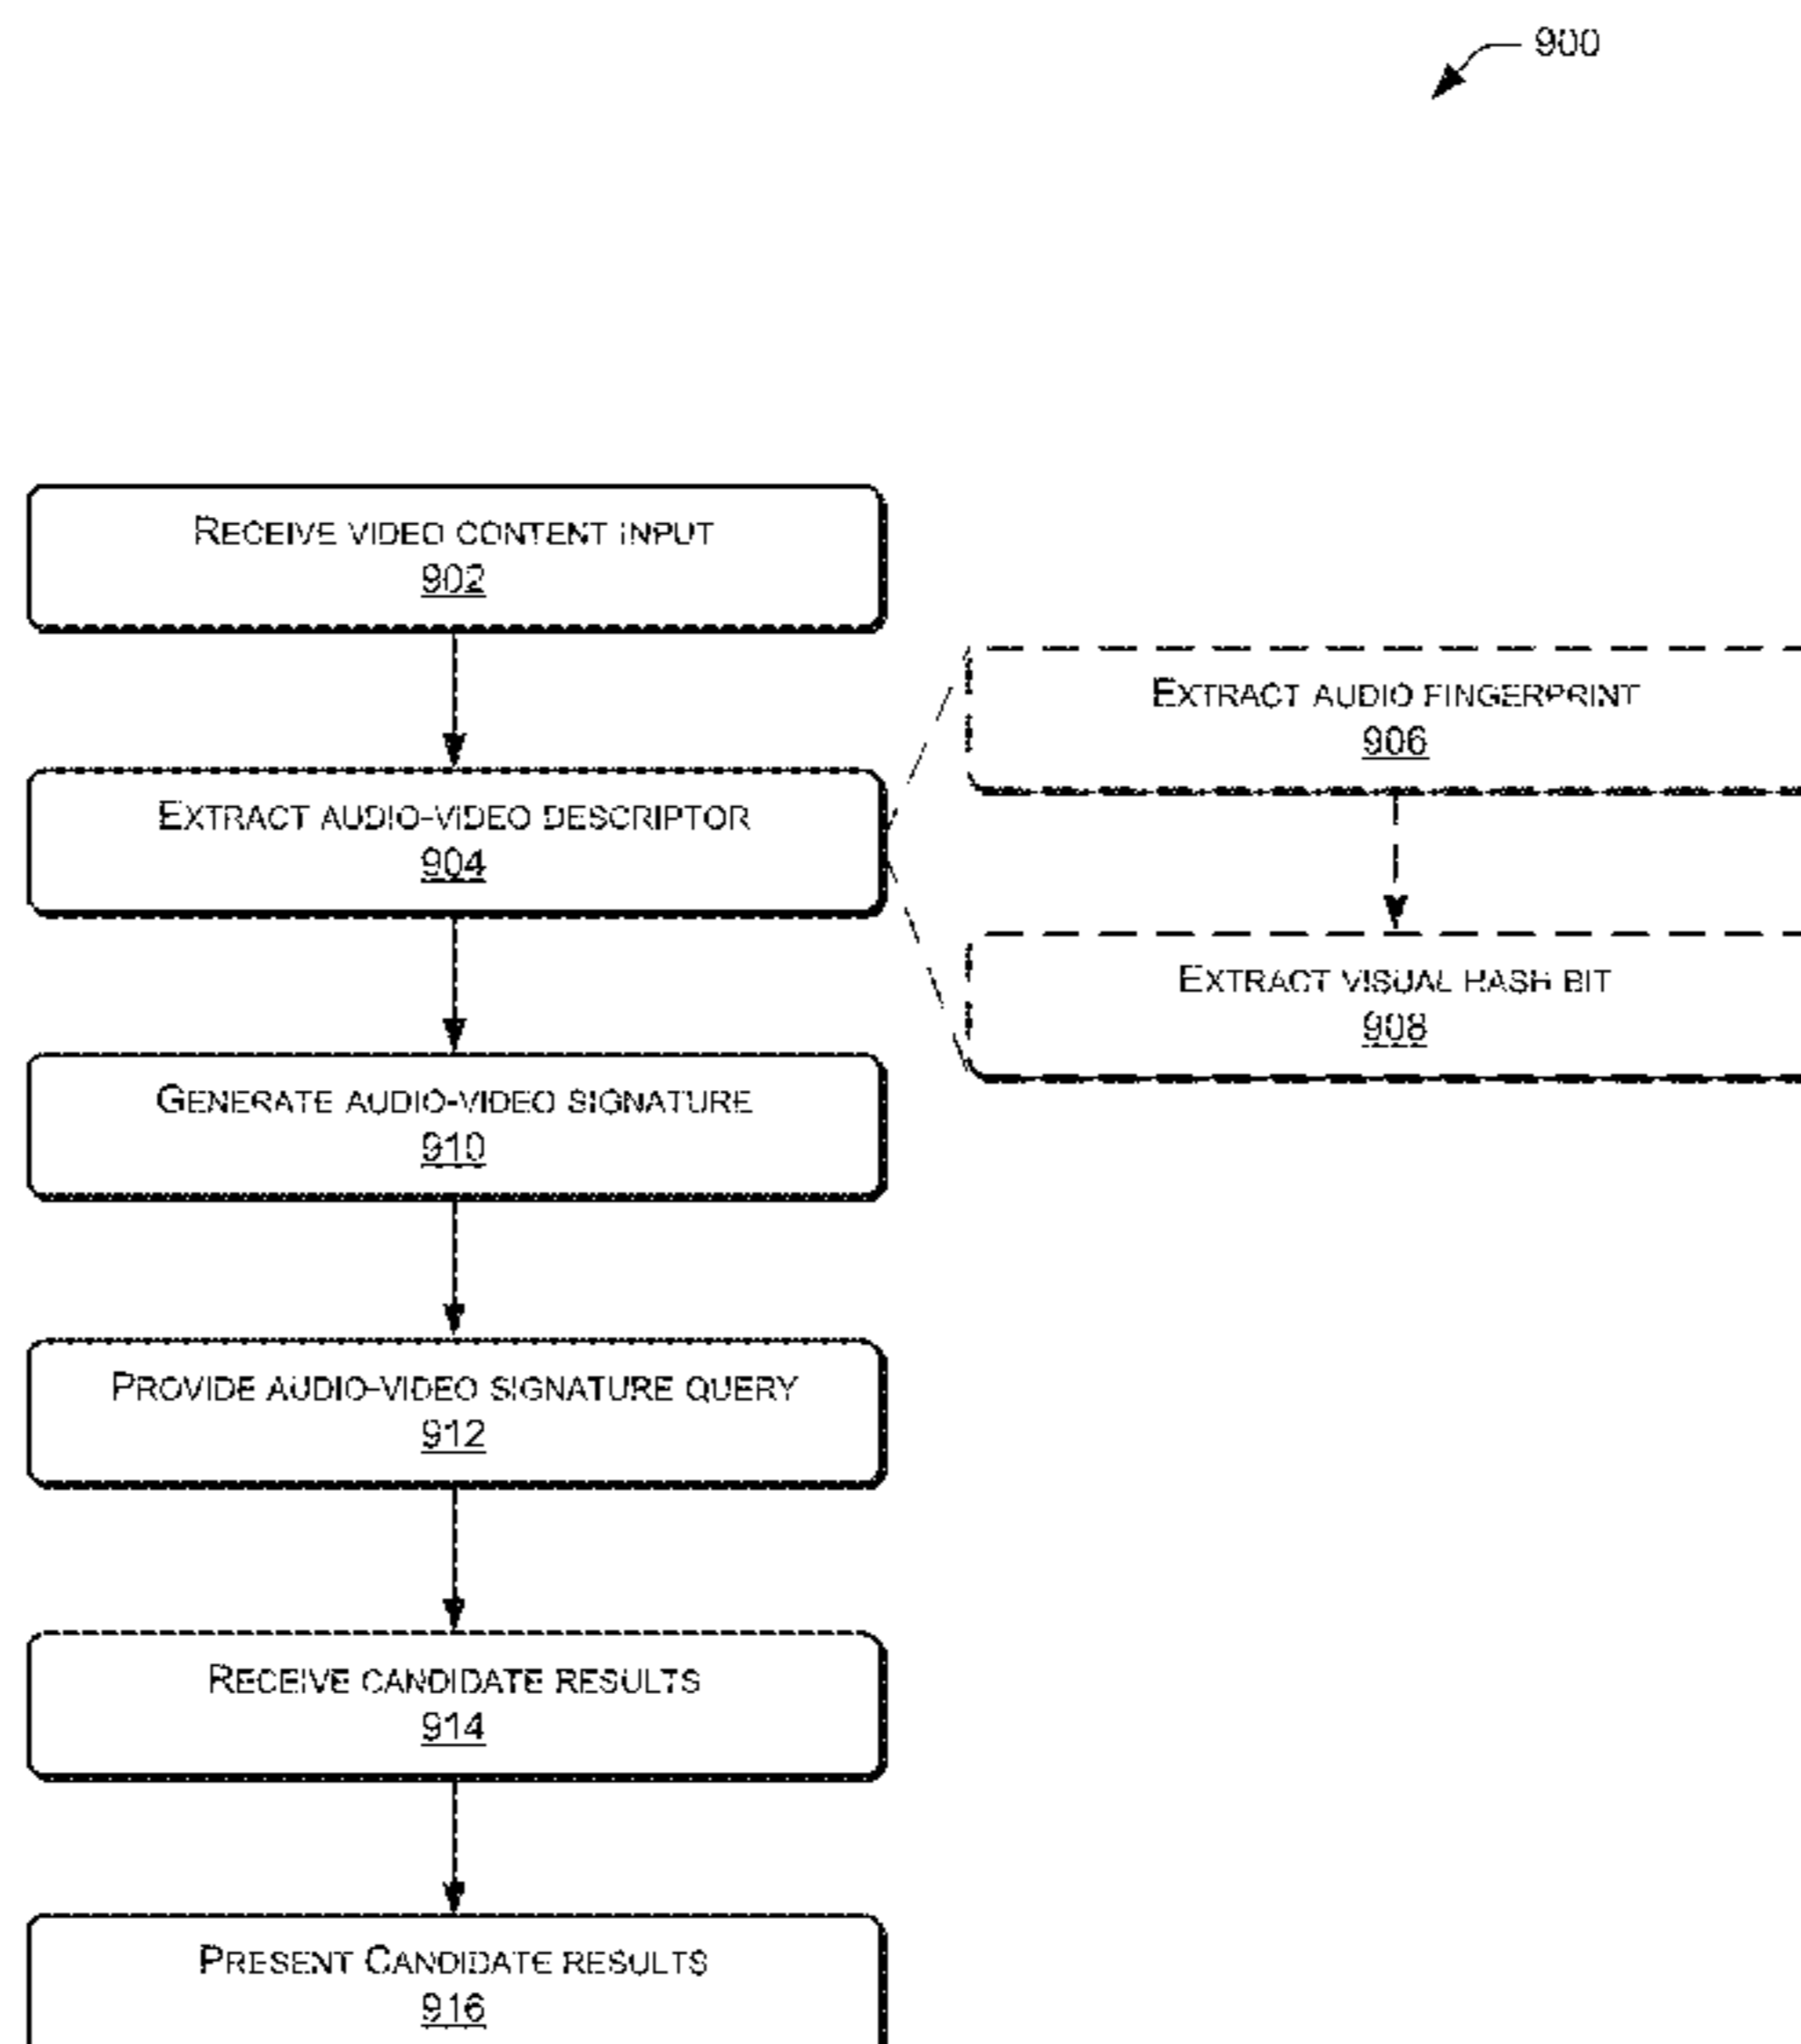 900
RECEIVE VIDEO CONTENT INPUT
902
EXTRACT AUDIO-VIDEO DESCRIPTOR
904
EXTRACT AUDIO FINGERPRINT
906
EXTRACT VISUAL HASH BIT
908
GENERATE AUDIO-VIDEO SIGNATURE
910
PROVIDE AUDIO-VIDEO SIGNATURE QUERY
912
RECEIVE CANDIDATE RESULTS
914
PRESENT CANDIDATE RESULTS
916